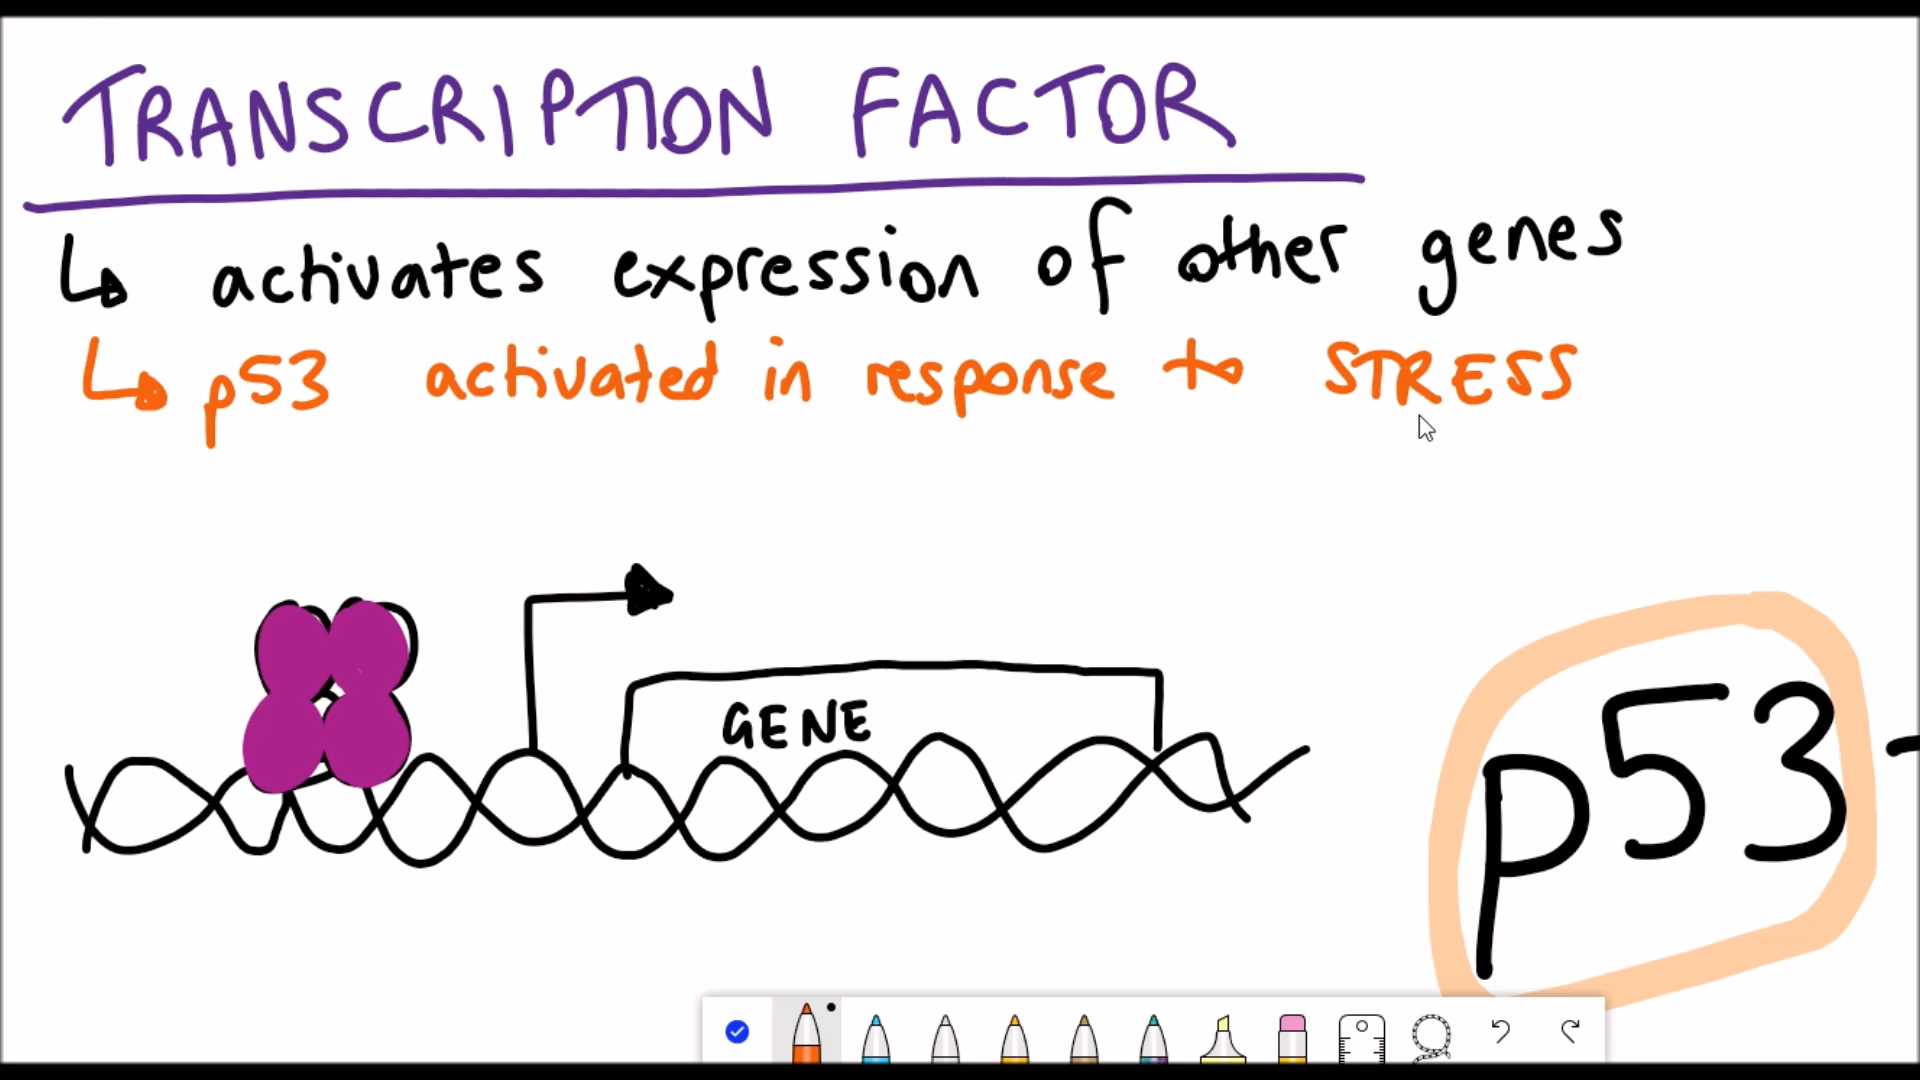 TRANSCRIPTION FACTOR
↳ activates expression of other genes
↳ p53 activated in response to STRESS
GENE
p53